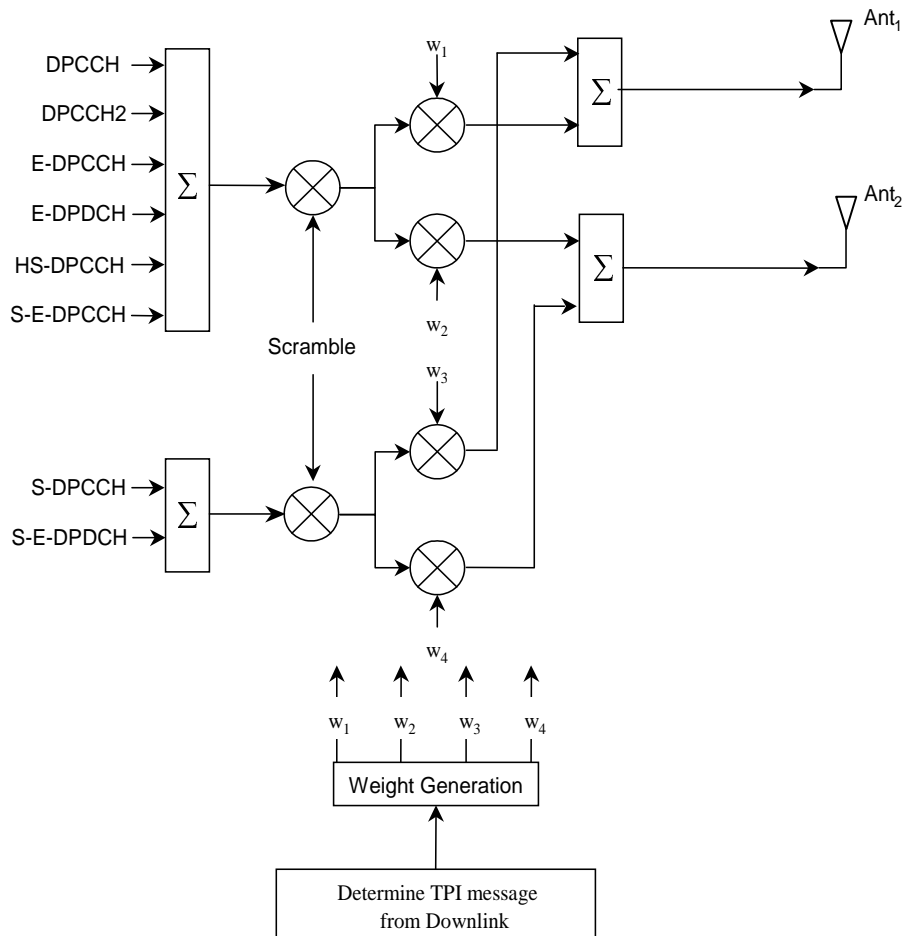 Ant1
w1
DPCCH
Σ
DPCCH2
E-DPCCH
Σ
E-DPDCH
HS-DPCCH
S-E-DPCCH
Ant2
Σ
w2
Scramble
w3
S-DPCCH
Σ
S-E-DPDCH
w4
w1 w2 w3 w4
Weight Generation
Determine TPI message
from Downlink